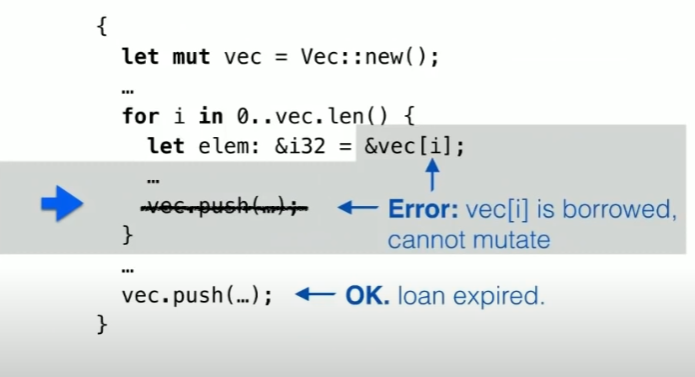 {
let mut vec = Vec::new();
…
for i in 0..vec.len() {
let elem: &i32 = &vec[i];
…
vec.push(…);
Error: vec[i] is borrowed,
cannot mutate
}
…
vec.push(…);
OK. loan expired.
}